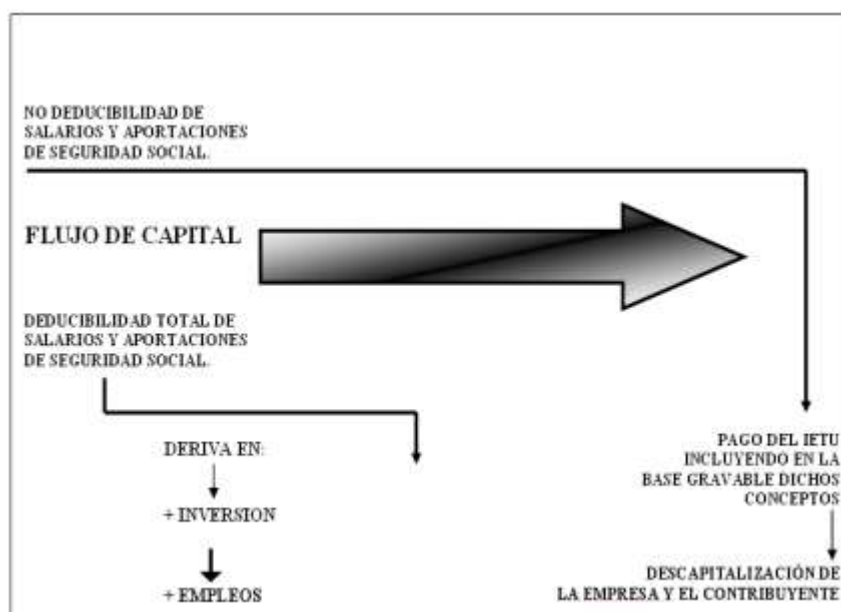 NO DEDUCIBILIDAD DE
SALARIOS Y APORTACIONES
DE SEGURIDAD SOCIAL.
FLUJO DE CAPITAL
DEDUCIBILIDAD TOTAL DE
SALARIOS Y APORTACIONES
DE SEGURIDAD SOCIAL.
DERIVA EN:
+ INVERSION
+ EMPLEOS
PAGO DEL IETU
INCLUYENDO EN LA
BASE GRAVABLE DICHOS
CONCEPTOS
DESCAPITALIZACIÓN DE
LA EMPRESA Y EL CONTRIBUYENTE